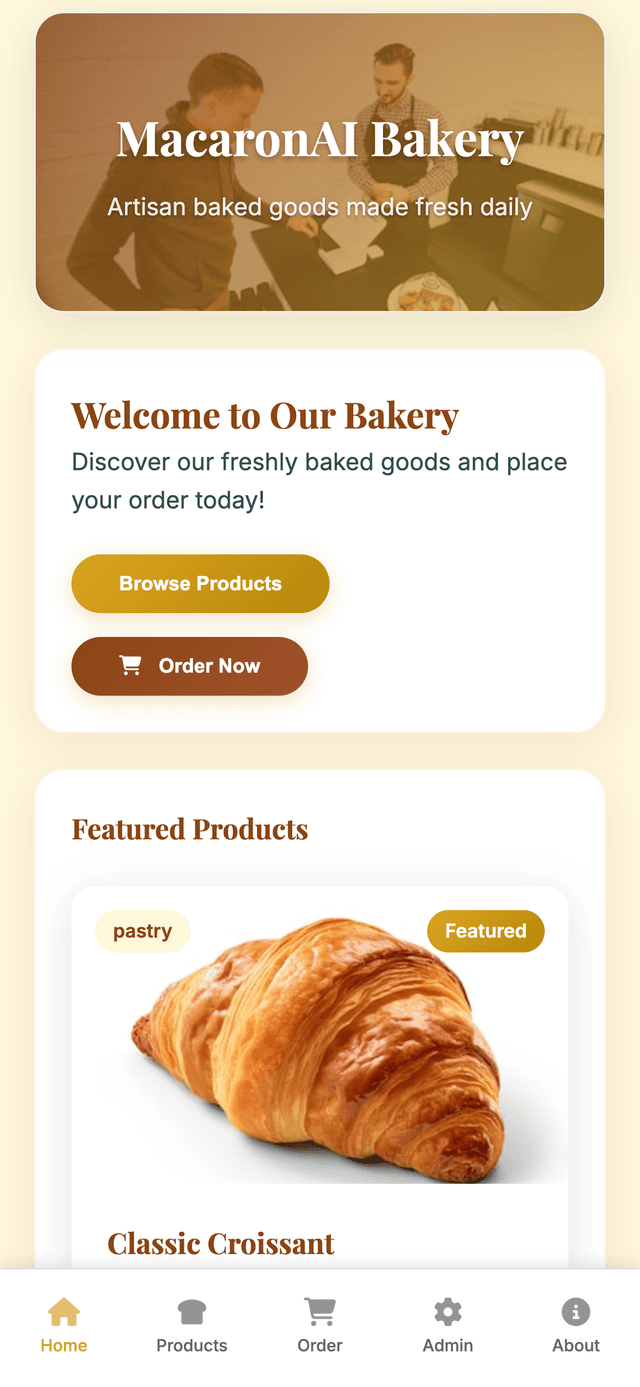 MacaronAI Bakery
Artisan baked goods made fresh daily
Welcome to Our Bakery
Discover our freshly baked goods and place
your order today!
Browse Products
Order Now
Featured Products
pastry
Featured
Classic Croissant
Home
Products
Order
Admin
About